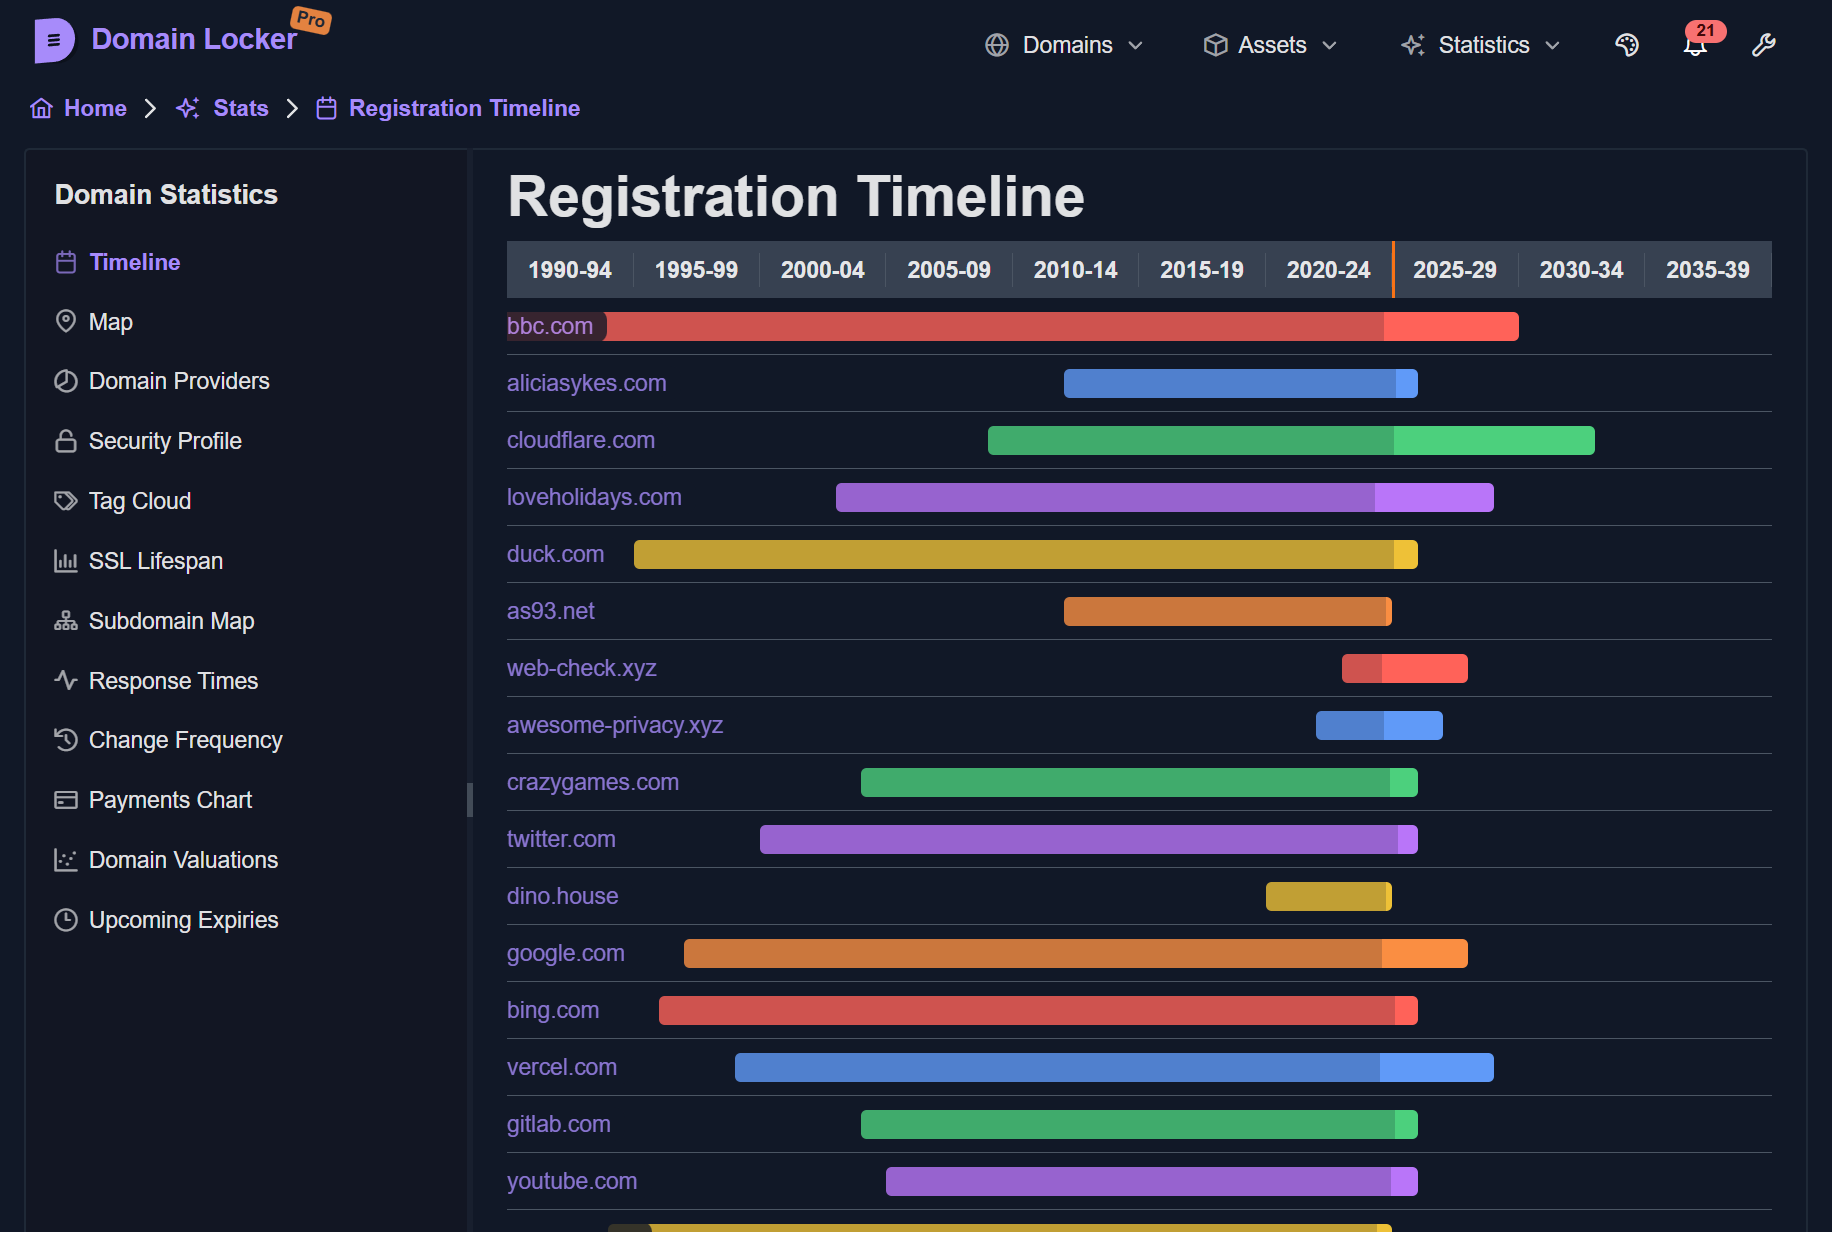 Domain Locker Pro
Domains Assets Statistics 21
Home Stats Registration Timeline
Domain Statistics
Timeline
Map
Domain Providers
Security Profile
Tag Cloud
SSL Lifespan
Subdomain Map
Response Times
Change Frequency
Payments Chart
Domain Valuations
Upcoming Expiries
Registration Timeline
1990-94 1995-99 2000-04 2005-09 2010-14 2015-19 2020-24 2025-29 2030-34 2035-39
bbc.com
aliciasykes.com
cloudflare.com
loveholidays.com
duck.com
as93.net
web-check.xyz
awesome-privacy.xyz
crazygames.com
twitter.com
dino.house
google.com
bing.com
vercel.com
gitlab.com
youtube.com